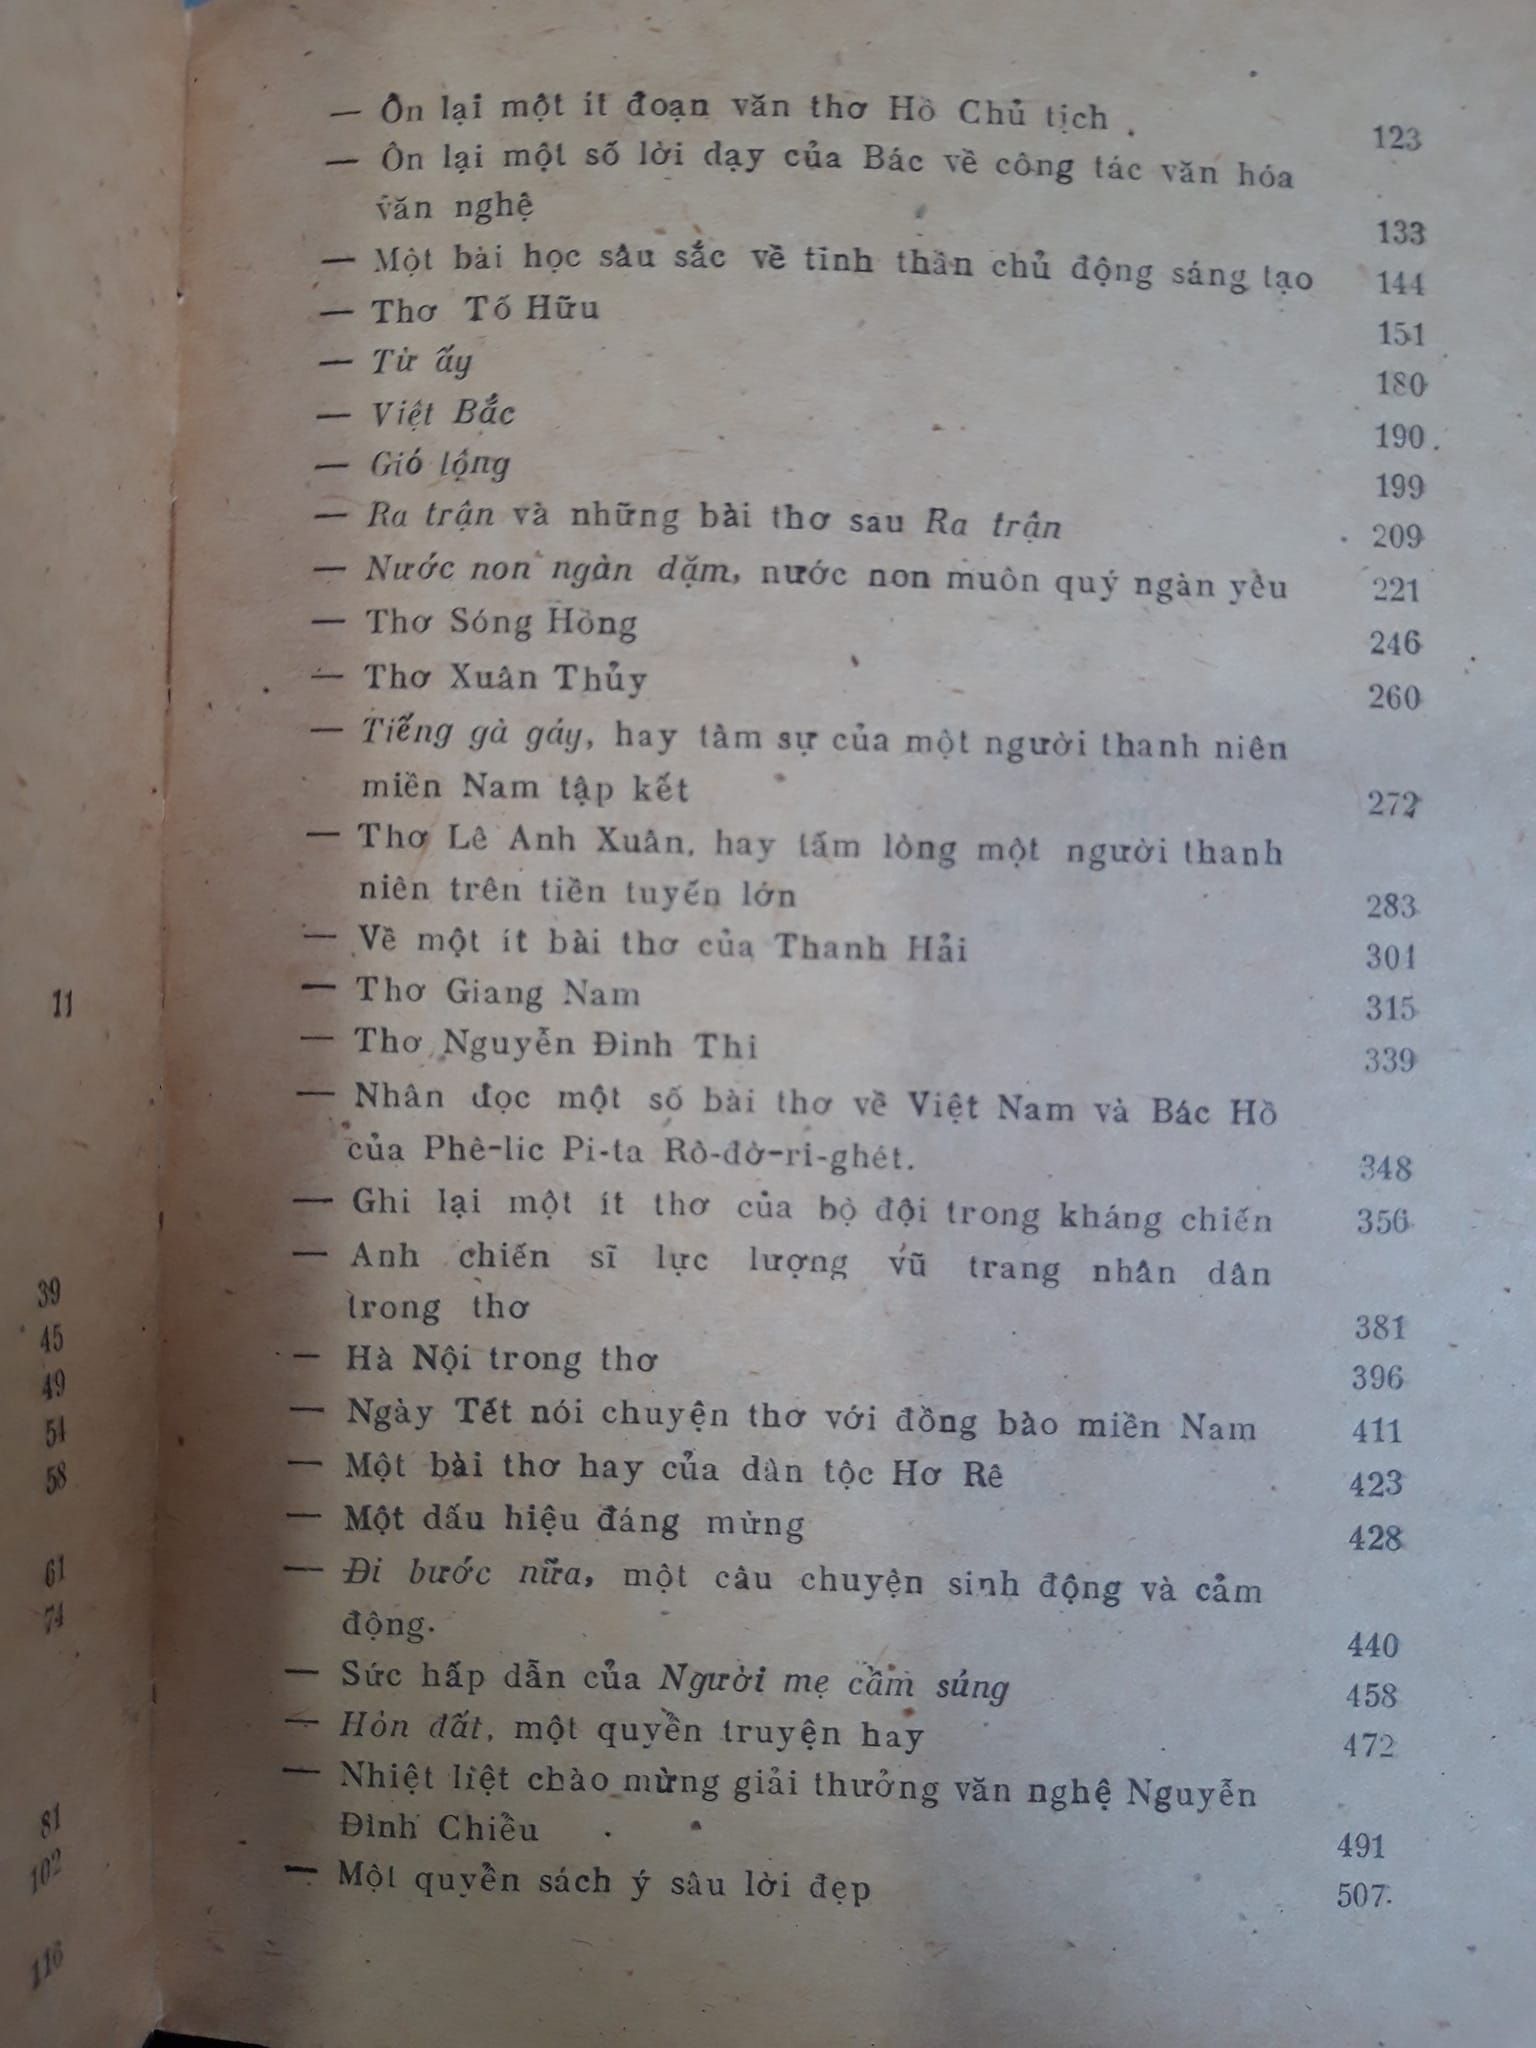 — Ôn lại một ít đoạn văn thơ Hồ Chủ tịch . 123
— Ôn lại một số lời dạy của Bác về công tác văn hóa
văn nghệ 133
— Một bài học sâu sắc về tinh thần chủ động sáng tạo 144
— Thơ Tố Hữu 151
— Từ ấy 180
— Việt Bắc 190
— Gió lộng 199
— Ra trận và những bài thơ sau Ra trận 209
— Nước non ngàn dặm, nước non muôn quý ngàn yêu 221
— Thơ Sóng Hồng 246
— Thơ Xuân Thủy 260
— Tiếng gà gáy, hay tâm sự của một người thanh niên
miền Nam tập kết 272
— Thơ Lê Anh Xuân, hay tấm lòng một người thanh
niên trên tiền tuyến lớn 283
— Về một ít bài thơ của Thanh Hải 301
— Thơ Giang Nam 315
— Thơ Nguyễn Đình Thi 339
— Nhân đọc một số bài thơ về Việt Nam và Bác Hồ
của Phê-lic Pi-ta Rô-đờ-ri-ghét. 348
— Ghi lại một ít thơ của bộ đội trong kháng chiến 356
— Anh chiến sĩ lực lượng vũ trang nhân dân
trong thơ 381
— Hà Nội trong thơ 396
— Ngày Tết nói chuyện thơ với đồng bào miền Nam 411
— Một bài thơ hay của dân tộc Hơ Rê 423
— Một dấu hiệu đáng mừng 428
— Đi bước nữa, một câu chuyện sinh động và cảm
động. 440
— Sức hấp dẫn của Người mẹ cầm súng 458
— Hòn đất, một quyển truyện hay 472
— Nhiệt liệt chào mừng giải thưởng văn nghệ Nguyễn
Đình Chiểu 491
— Một quyển sách ý sâu lời đẹp 507
11
39
45
49
54
58
61
74
81
102
116